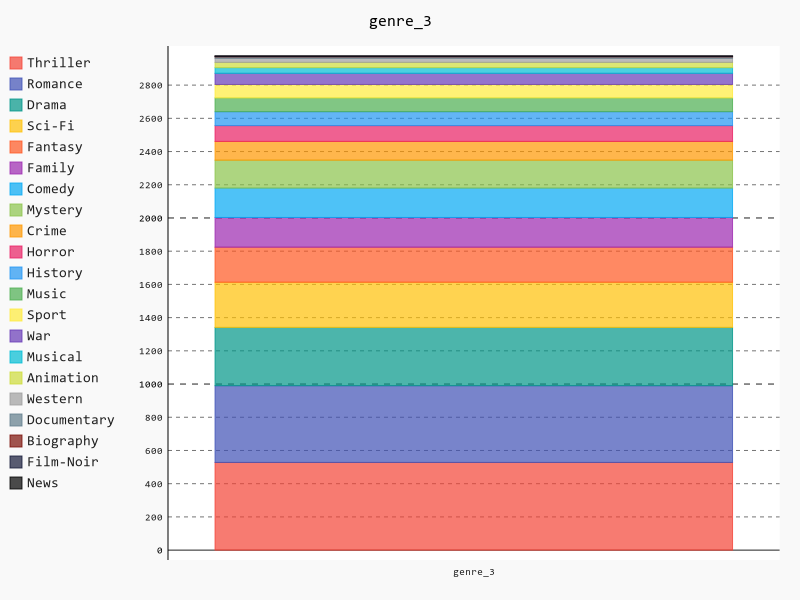 genre_3
Thriller
Romance
Drama
Sci-Fi
Fantasy
Family
Comedy
Mystery
Crime
Horror
History
Music
Sport
War
Musical
Animation
Western
Documentary
Biography
Film-Noir
News
2800
2600
2400
2200
2000
1800
1600
1400
1200
1000
800
600
400
200
0
genre_3